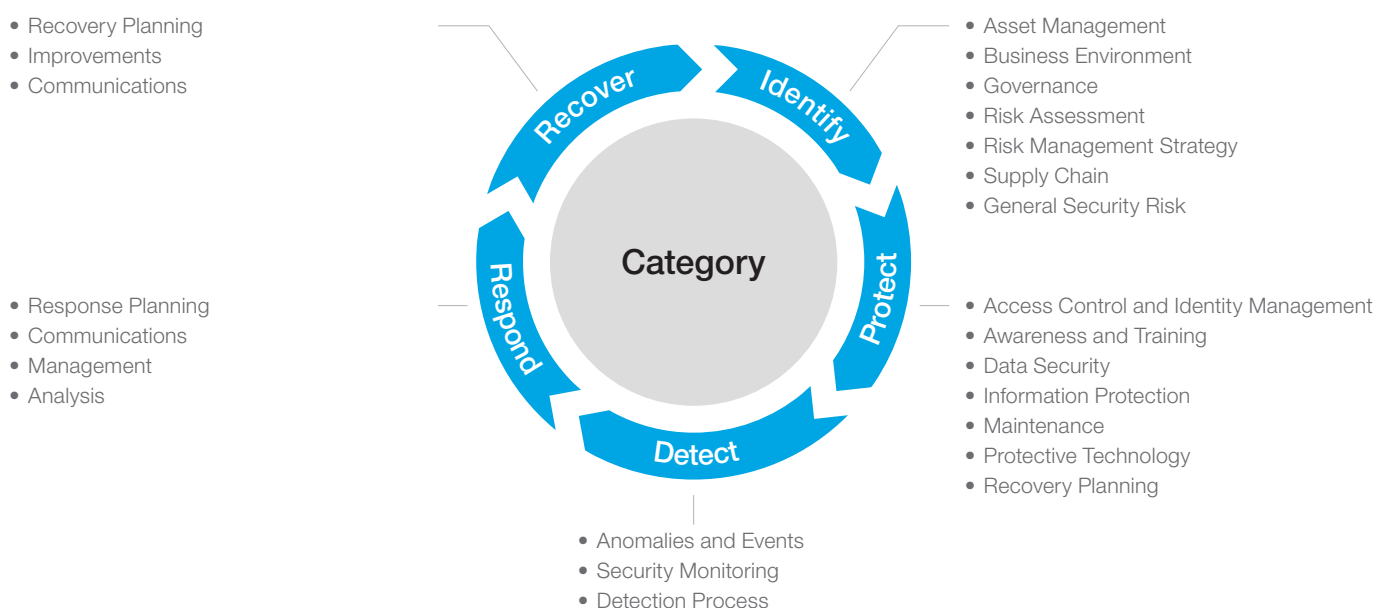 • Recovery Planning
• Improvements
• Communications
Recover
Identify
• Asset Management
• Business Environment
• Governance
• Risk Assessment
• Risk Management Strategy
• Supply Chain
• General Security Risk
Category
• Response Planning
• Communications
• Management
• Analysis
Respond
Protect
• Access Control and Identity Management
• Awareness and Training
• Data Security
• Information Protection
• Maintenance
• Protective Technology
• Recovery Planning
Detect
• Anomalies and Events
• Security Monitoring
• Detection Process